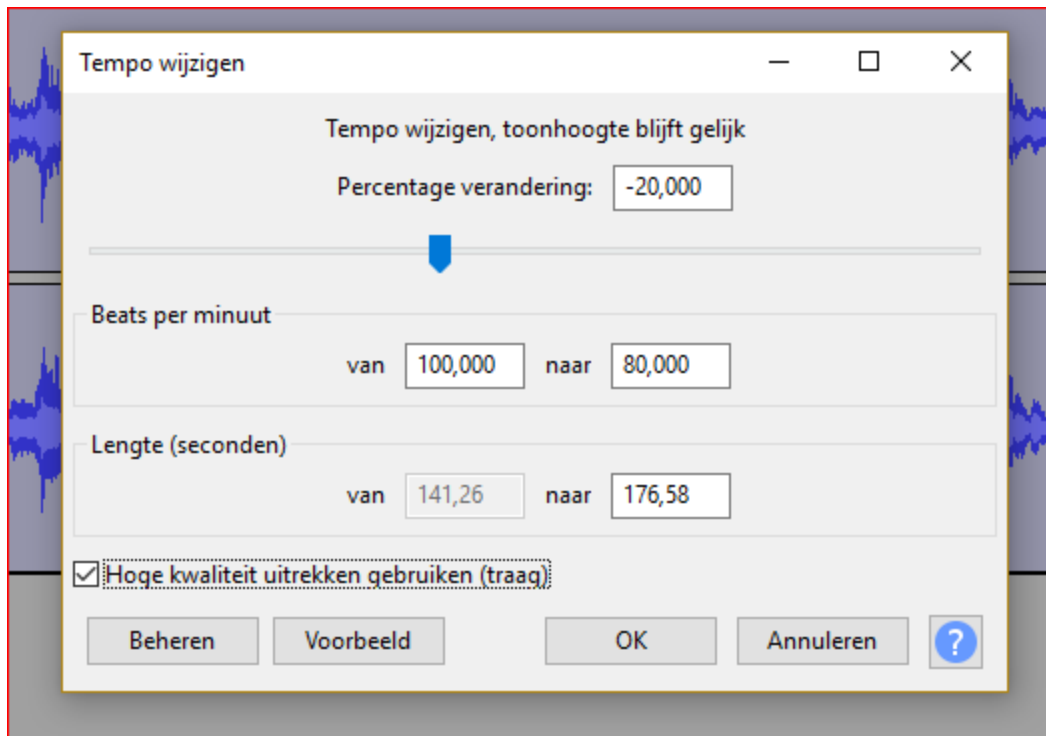 Tempo wijzigen
Tempo wijzigen, toonhoogte blijft gelijk
Percentage verandering: -20,000
Beats per minuut
van 100,000 naar 80,000
Lengte (seconden)
van 141,26 naar 176,58
Hoge kwaliteit uitrekken gebruiken (traag)
Beheren Voorbeeld OK Annuleren ?